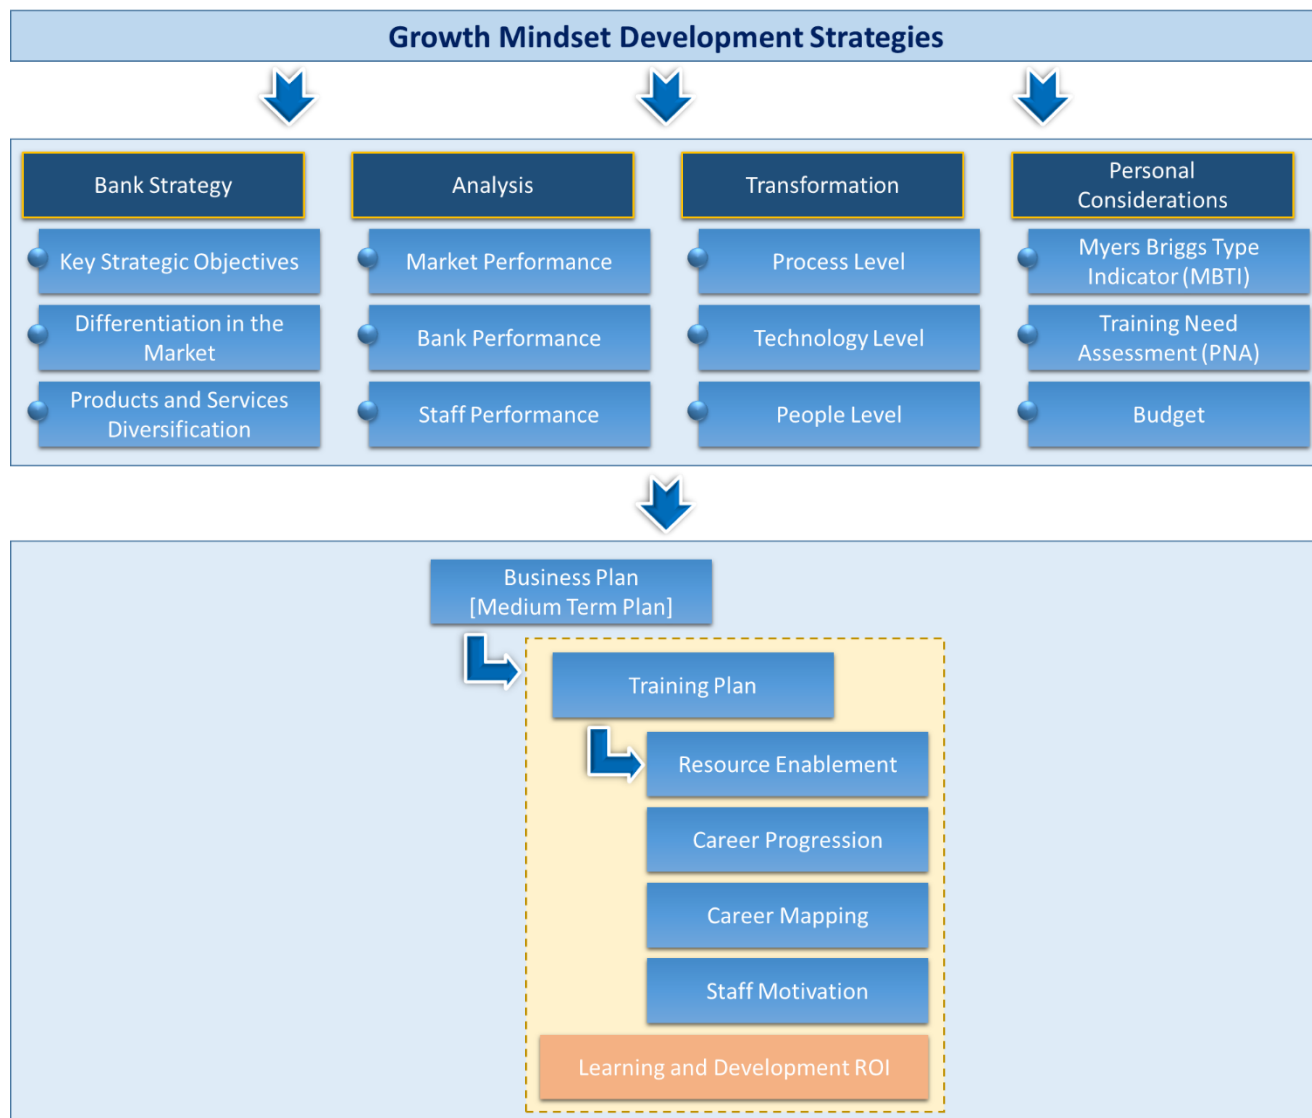 Growth Mindset Development Strategies
Bank Strategy
Key Strategic Objectives
Differentiation in the
Market
Products and Services
Diversification
Analysis
Market Performance
Bank Performance
Staff Performance
Transformation
Process Level
Technology Level
People Level
Personal
Considerations
Myers Briggs Type
Indicator (MBTI)
Training Need
Assessment (PNA)
Budget
Business Plan
[Medium Term Plan]
Training Plan
Resource Enablement
Career Progression
Career Mapping
Staff Motivation
Learning and Development ROI